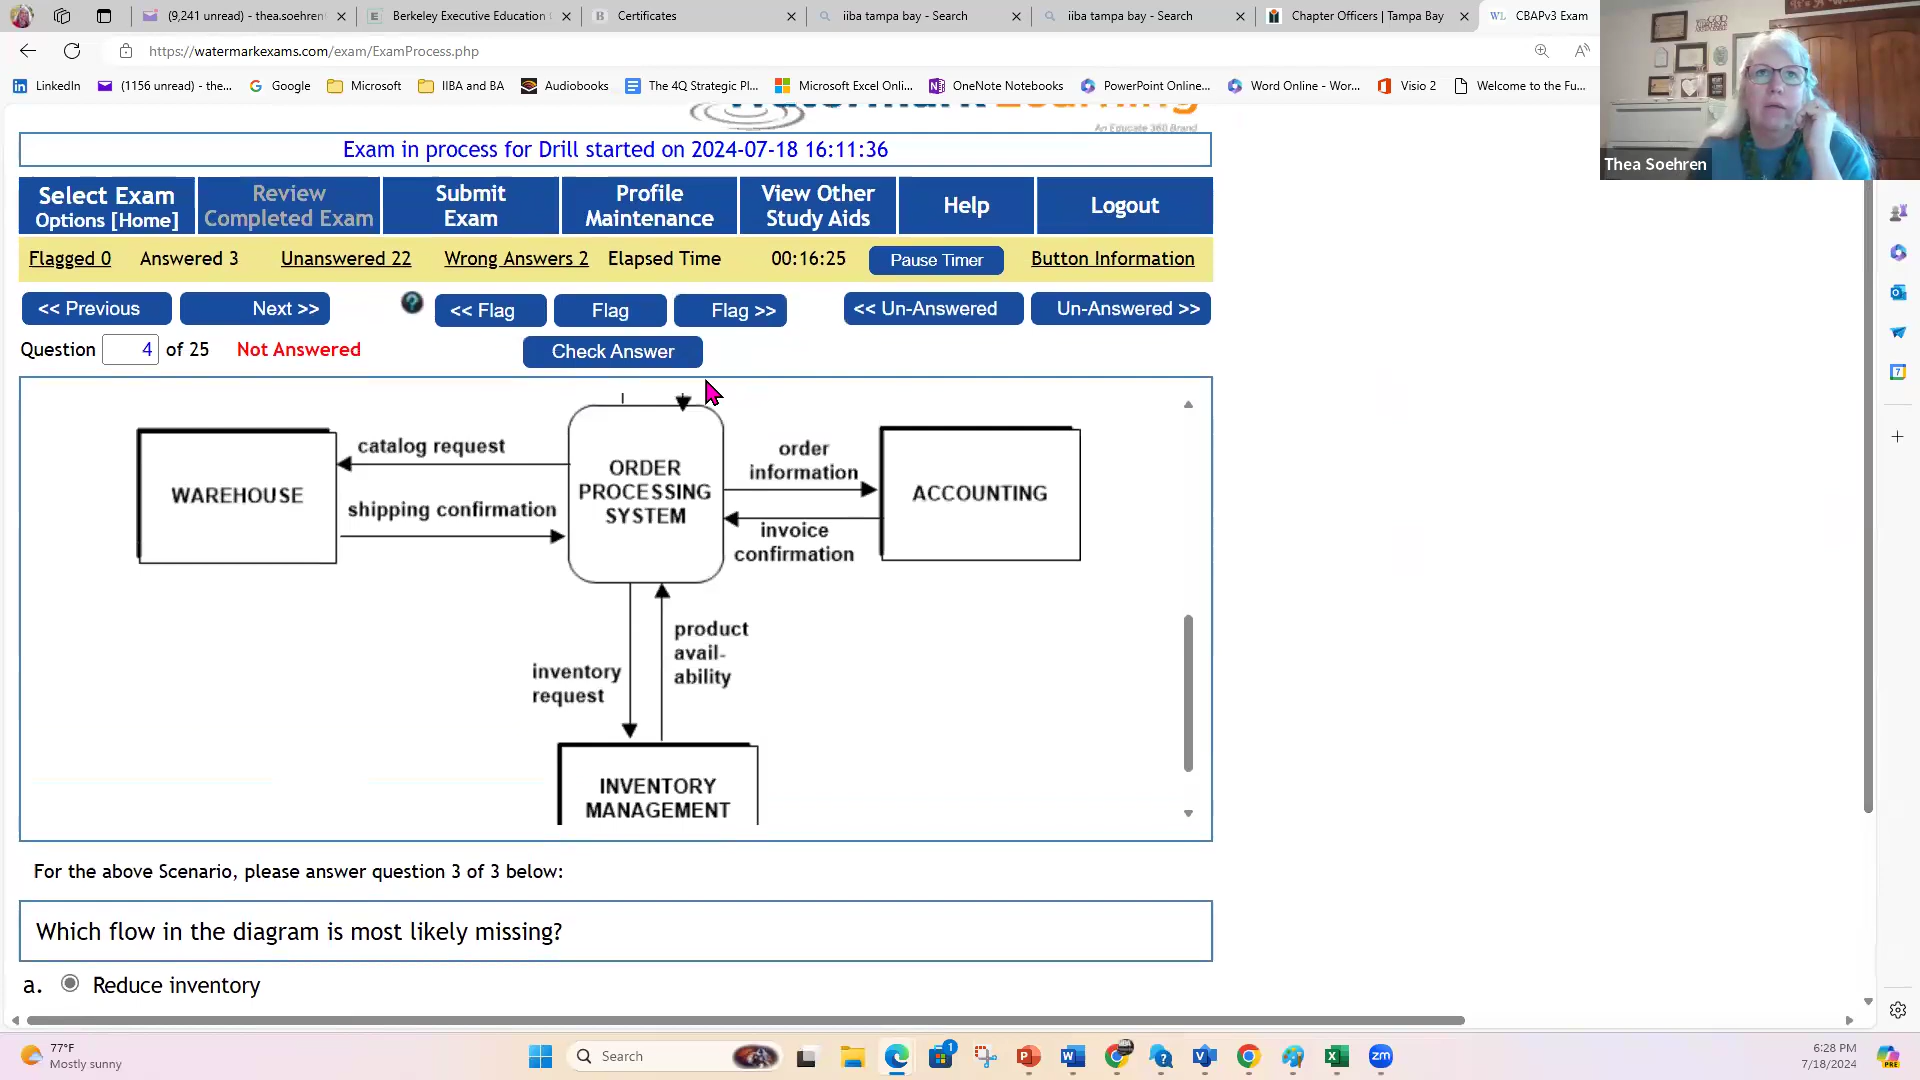 (9,241 unread) - thea.soehren
Berkeley Executive Education
Certificates
iiba tampa bay - Search
iiba tampa bay - Search
Chapter Officers | Tampa Bay
WL CBAPv3 Exam
https://watermarkexams.com/exam/ExamProcess.php
LinkedIn
(1156 unread) - the...
Google
Microsoft
IIBA and BA
Audiobooks
The 4Q Strategic Pl...
Microsoft Excel Onli...
OneNote Notebooks
PowerPoint Online...
Word Online - Wor...
Visio 2
Welcome to the Fu...
Thea Soehren
An Educate 360 Brand
Exam in process for Drill started on 2024-07-18 16:11:36
Select Exam
Options [Home]
Review
Completed Exam
Submit
Exam
Profile
Maintenance
View Other
Study Aids
Help
Logout
Flagged 0
Answered 3
Unanswered 22
Wrong Answers 2
Elapsed Time
00:16:25
Pause Timer
Button Information
<< Previous
Next >>
<< Flag
Flag
Flag >>
<< Un-Answered
Un-Answered >>
Question 4 of 25
Not Answered
Check Answer
catalog request
WAREHOUSE
shipping confirmation
ORDER
PROCESSING
SYSTEM
order
information
ACCOUNTING
invoice
confirmation
product
avail-
ability
inventory
request
INVENTORY
MANAGEMENT
For the above Scenario, please answer question 3 of 3 below:
Which flow in the diagram is most likely missing?
a. Reduce inventory
77°F
Mostly sunny
Search
1
zm
6:28 PM
7/18/2024